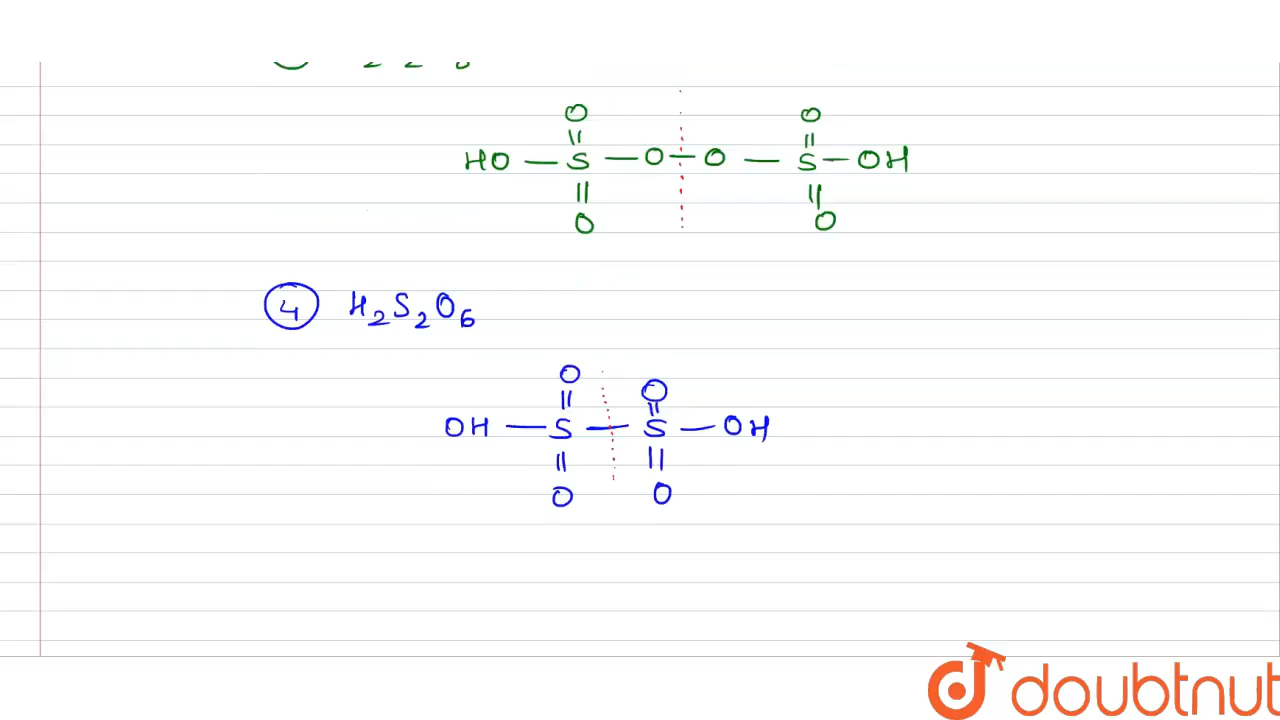 O O
HO — S — O — O — S — OH
O O
4 H2S2O6
O O
OH — S — S — OH
O O
doubtnut